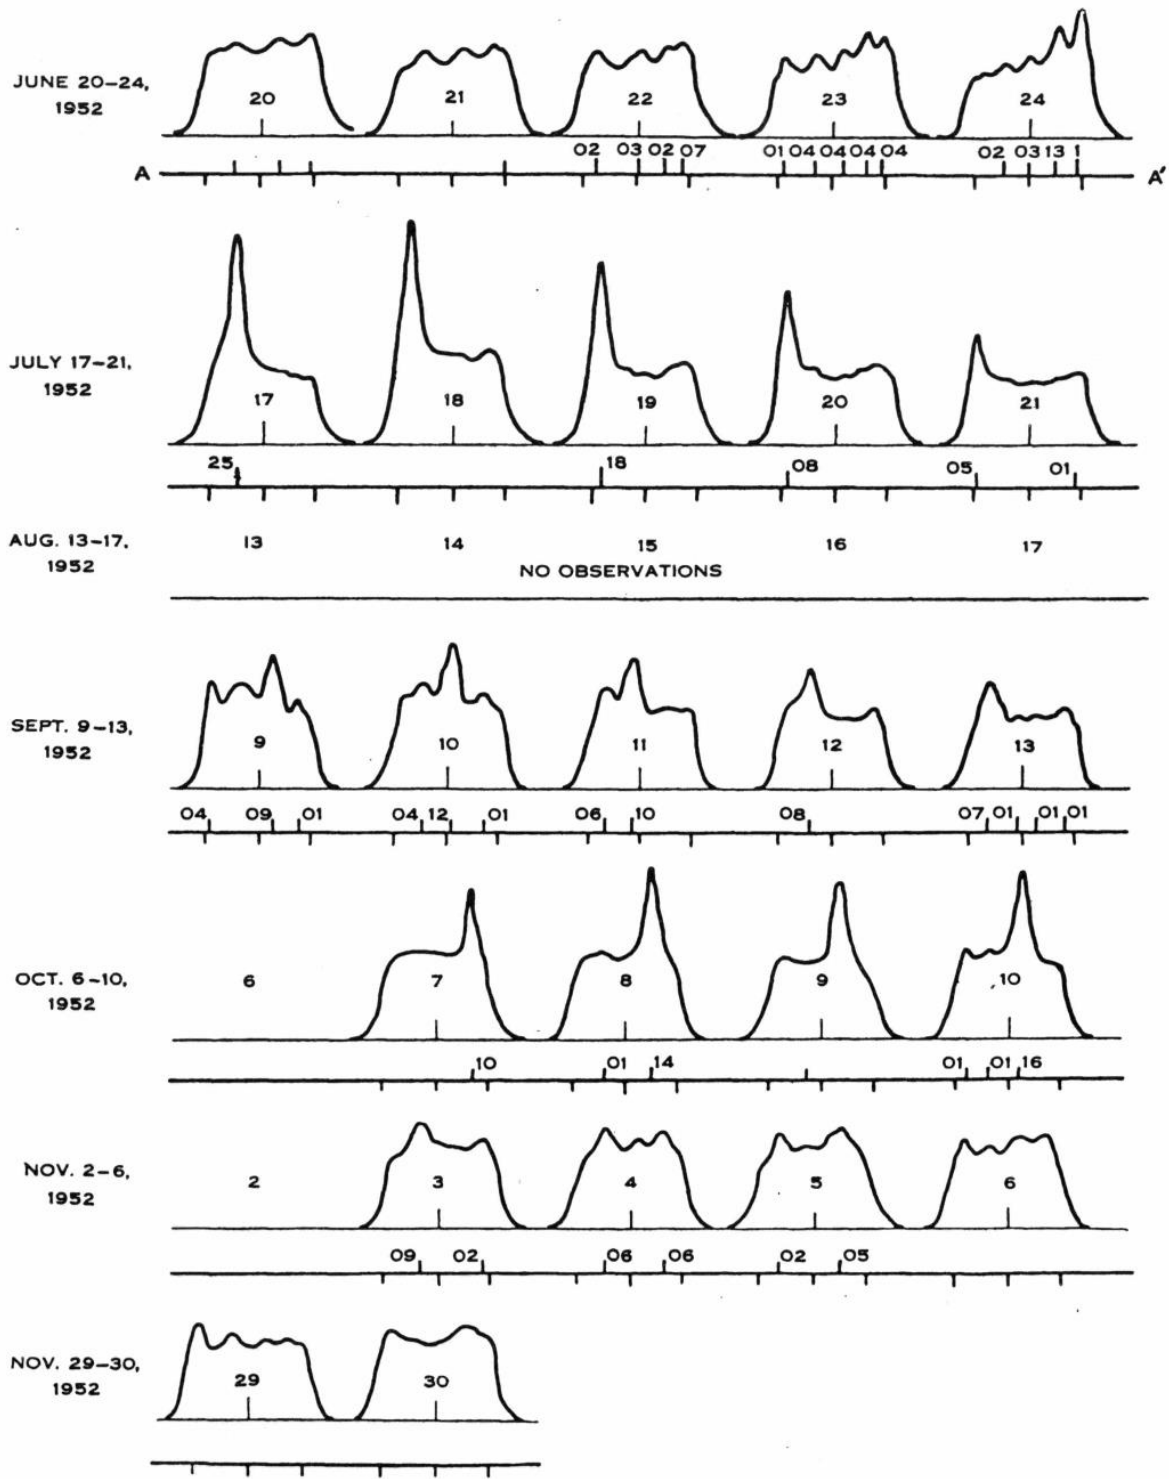 JUNE 20-24,
1952
20 21 22 23 24
02 03 02 07 01 04 04 04 04 02 03 13 1
A A'
JULY 17-21,
1952
17 18 19 20 21
25 18 08 05 01
AUG. 13-17,
1952
13 14 15 16 17
NO OBSERVATIONS
SEPT. 9-13,
1952
9 10 11 12 13
04 09 01 04 12 01 06 10 08 07 01 01 01
OCT. 6-10,
1952
6 7 8 9 10
10 01 14 01 01 16
NOV. 2-6,
1952
2 3 4 5 6
09 02 06 06 02 05
NOV. 29-30,
1952
29 30